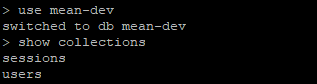 > use mean-dev
switched to db mean-dev
> show collections
sessions
users